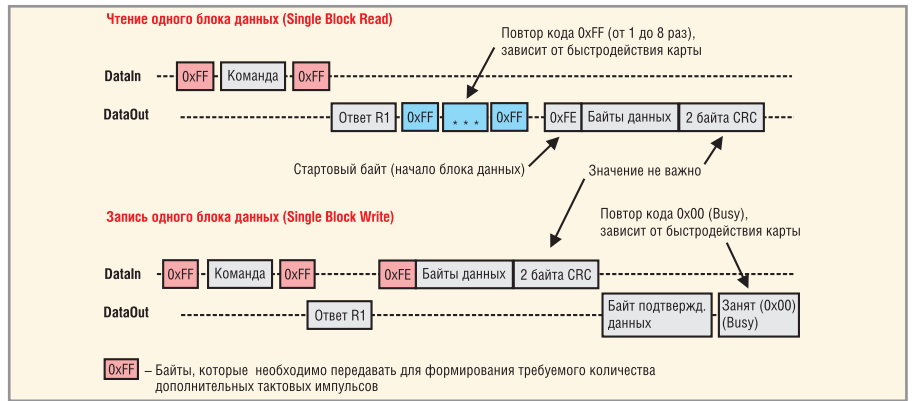 Чтение одного блока данных (Single Block Read)
Повтор кода 0xFF (от 1 до 8 раз),
зависит от быстродействия карты
DataIn 0xFF Команда 0xFF
DataOut Ответ R1 0xFF * * * 0xFF 0xFE Байты данных 2 байта CRC
Стартовый байт (начало блока данных)
Значение не важно
Запись одного блока данных (Single Block Write)
Повтор кода 0x00 (Busy),
зависит от быстродействия карты
DataIn 0xFF Команда 0xFF 0xFE Байты данных 2 байта CRC
DataOut Ответ R1 Байт подтвержд. Занят (0x00)
данных (Busy)
0xFF – Байты, которые необходимо передавать для формирования требуемого количества
дополнительных тактовых импульсов